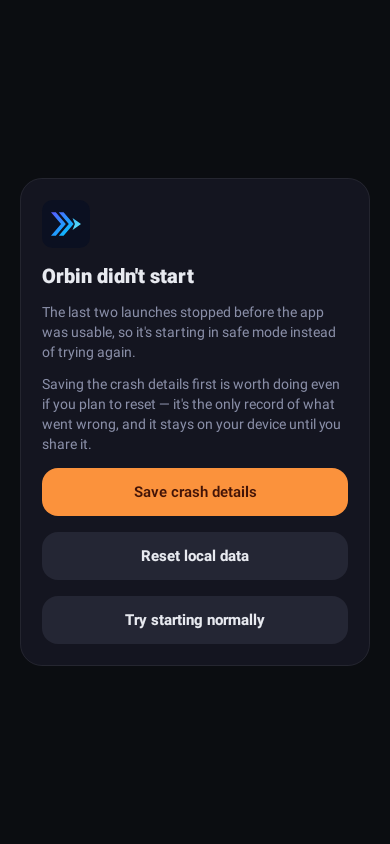 Orbin didn't start
The last two launches stopped before the app
was usable, so it's starting in safe mode instead
of trying again.
Saving the crash details first is worth doing even
if you plan to reset — it's the only record of what
went wrong, and it stays on your device until you
share it.
Save crash details
Reset local data
Try starting normally